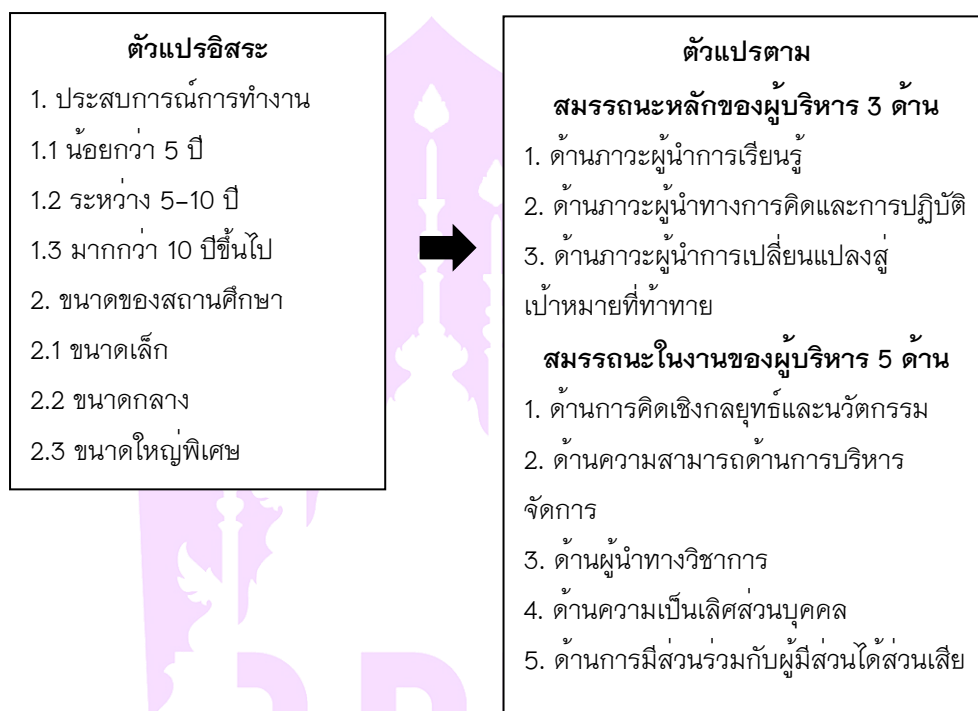 ตัวแปรอิสระ
1. ประสบการณ์การทำงาน
1.1 น้อยกว่า 5 ปี
1.2 ระหว่าง 5-10 ปี
1.3 มากกว่า 10 ปีขึ้นไป
2. ขนาดของสถานศึกษา
2.1 ขนาดเล็ก
2.2 ขนาดกลาง
2.3 ขนาดใหญ่พิเศษ
ตัวแปรตาม
สมรรถนะหลักของผู้บริหาร 3 ด้าน
1. ด้านภาวะผู้นำการเรียนรู้
2. ด้านภาวะผู้นำทางการคิดและการปฏิบัติ
3. ด้านภาวะผู้นำการเปลี่ยนแปลงสู่
เป้าหมายที่ท้าทาย
สมรรถนะในงานของผู้บริหาร 5 ด้าน
1. ด้านการคิดเชิงกลยุทธ์และนวัตกรรม
2. ด้านความสามารถด้านการบริหาร
จัดการ
3. ด้านผู้นำทางวิชาการ
4. ด้านความเป็นเลิศส่วนบุคคล
5. ด้านการมีส่วนร่วมกับผู้มีส่วนได้ส่วนเสีย